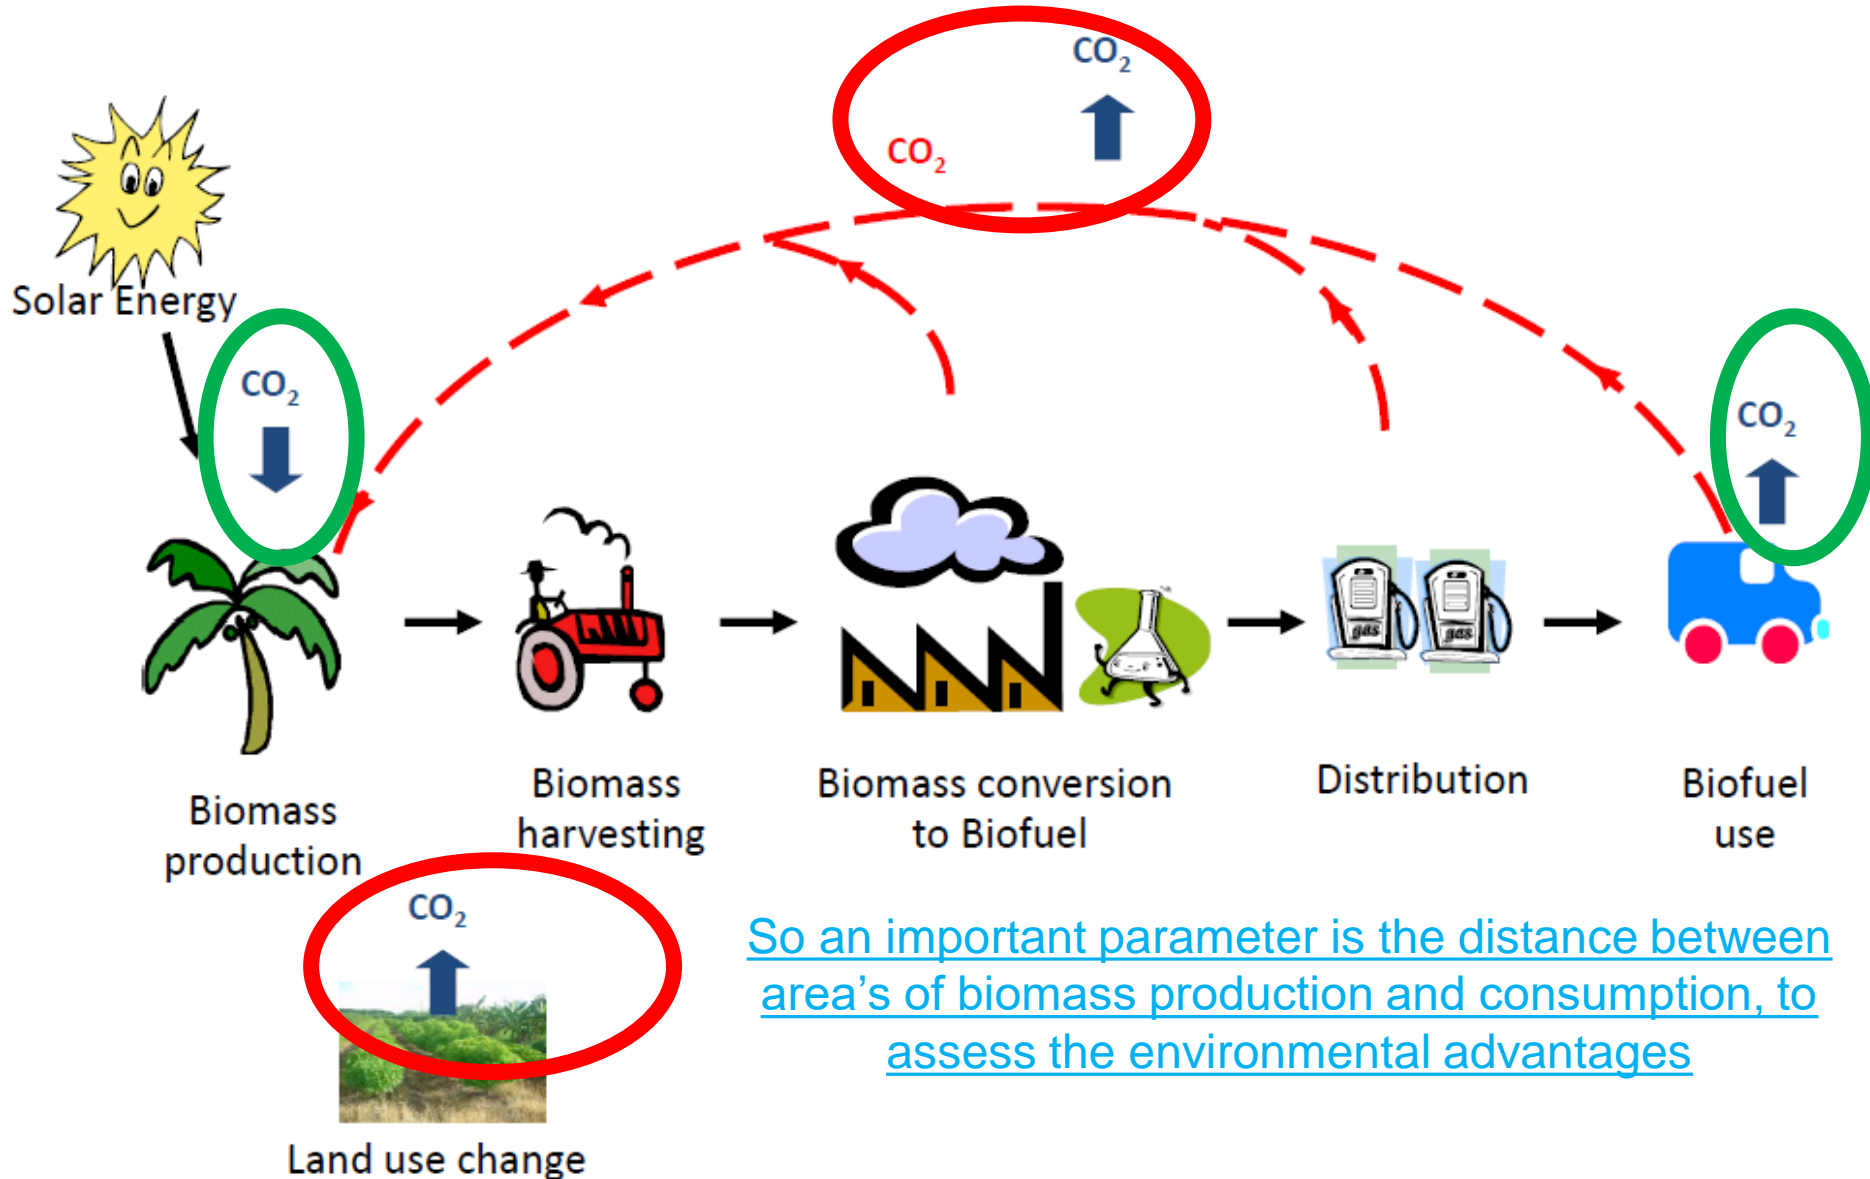 CO₂
CO₂
Solar Energy
CO₂
CO₂
gas
gas
Biomass
production
Biomass
harvesting
Biomass conversion
to Biofuel
Distribution
Biofuel
use
CO₂
Land use change
So an important parameter is the distance between
area’s of biomass production and consumption, to
assess the environmental advantages